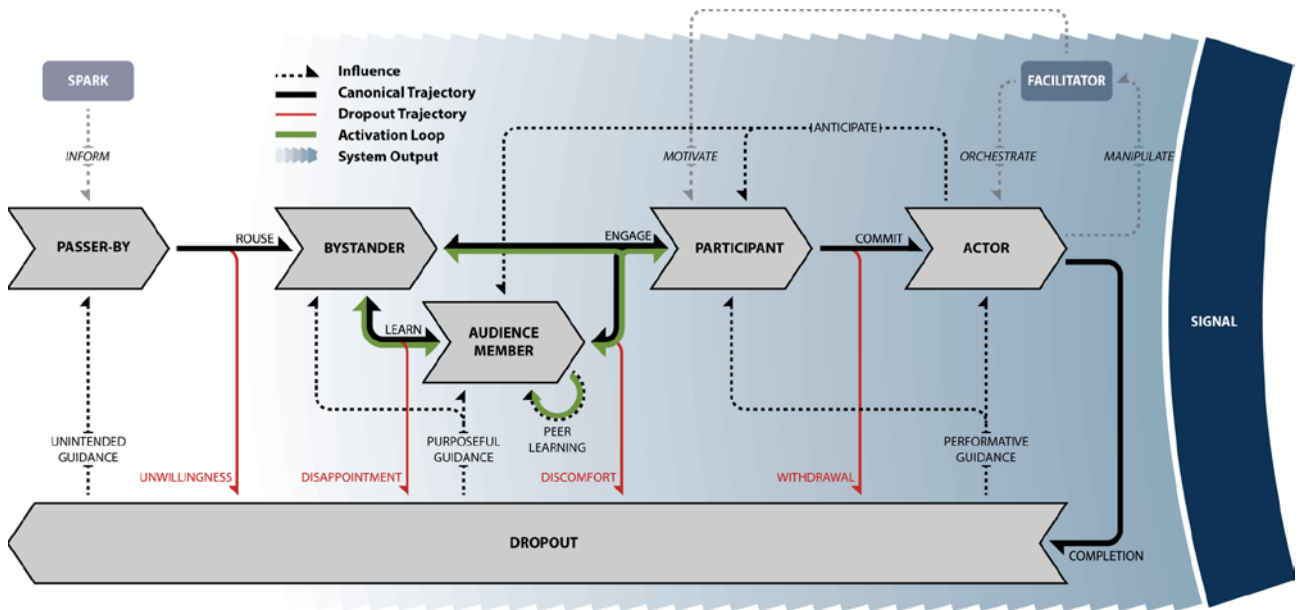 SPARK
INFORM
Influence
Canonical Trajectory
Dropout Trajectory
Activation Loop
System Output
FACILITATOR
MOTIVATE
(ANTICIPATE)
ORCHESTRATE
MANIPULATE
PASSER-BY
ROUSE
BYSTANDER
ENGAGE
PARTICIPANT
COMMIT
ACTOR
SIGNAL
LEARN
AUDIENCE
MEMBER
PEER
LEARNING
UNINTENDED
GUIDANCE
PURPOSEFUL
GUIDANCE
PERFORMATIVE
GUIDANCE
UNWILLINGNESS
DISAPPOINTMENT
DISCOMFORT
WITHDRAWAL
DROPOUT
COMPLETION